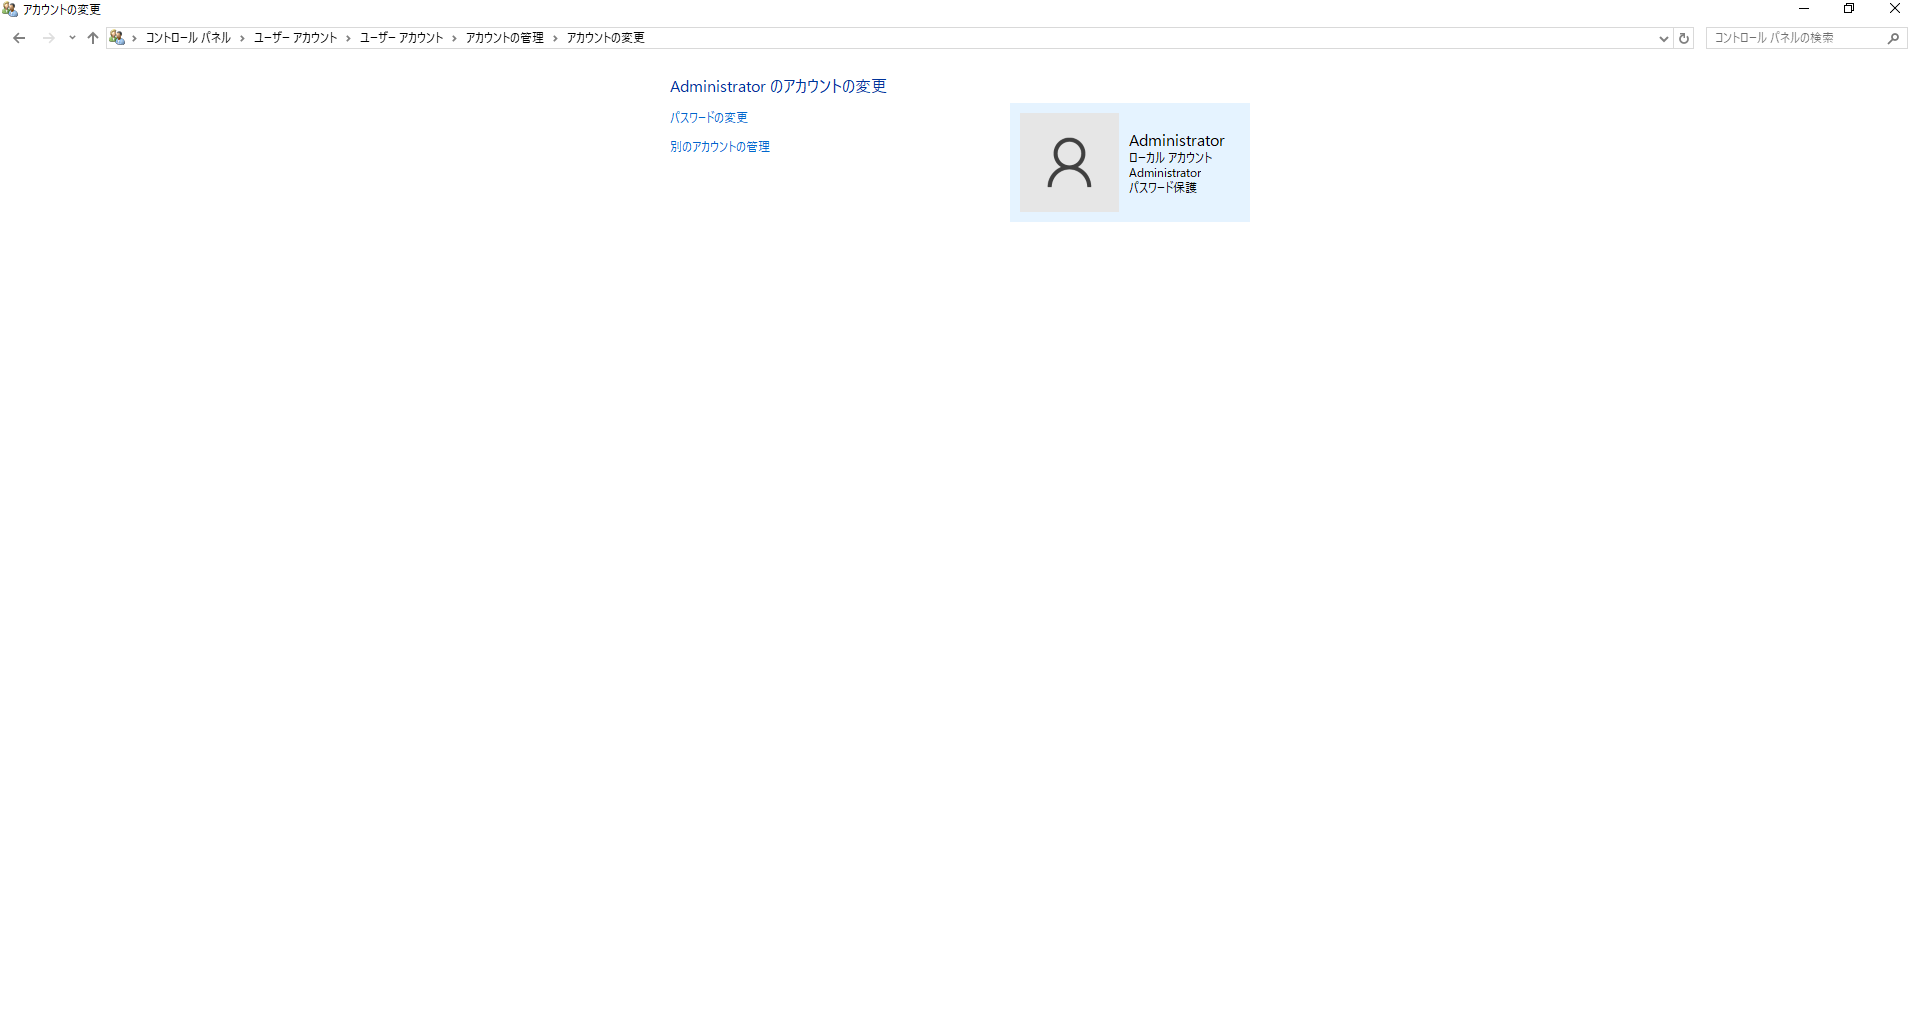 アカウントの変更
コントロール パネル › ユーザー アカウント › ユーザー アカウント › アカウントの管理 › アカウントの変更
コントロール パネルの検索
Administrator のアカウントの変更
パスワードの変更
別のアカウントの管理
Administrator
ローカル アカウント
Administrator
パスワード保護